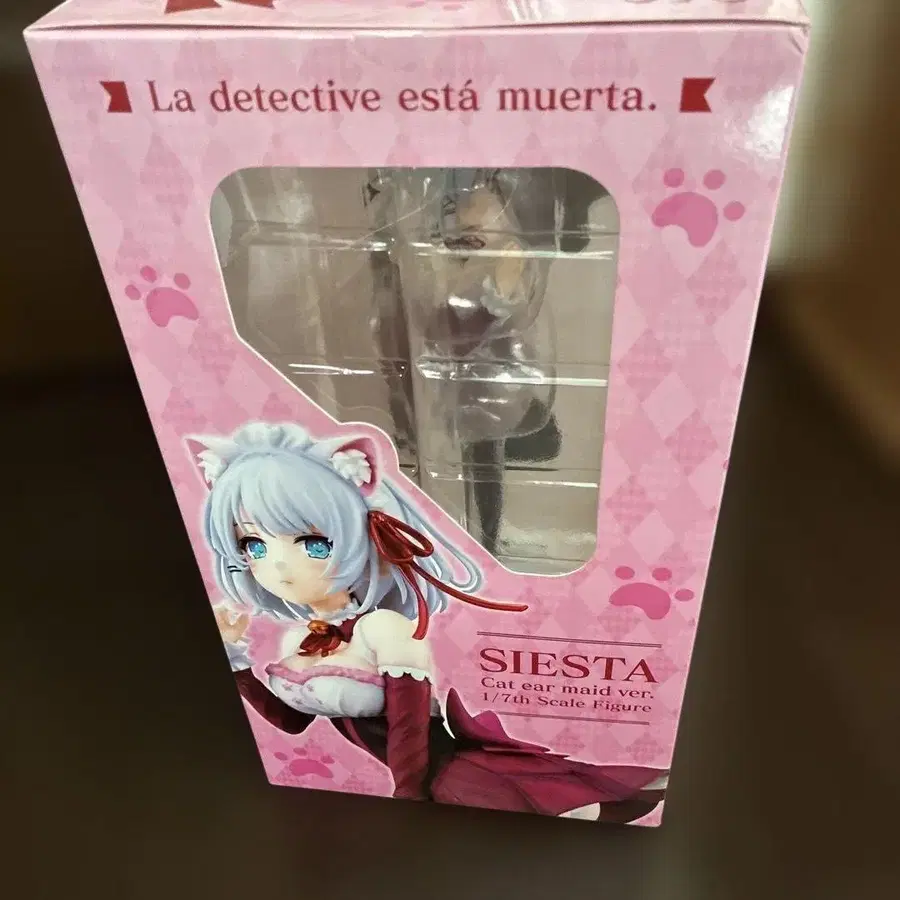 La detective está muerta.
SIESTA
Cat ear maid ver.
1/7th Scale Figure